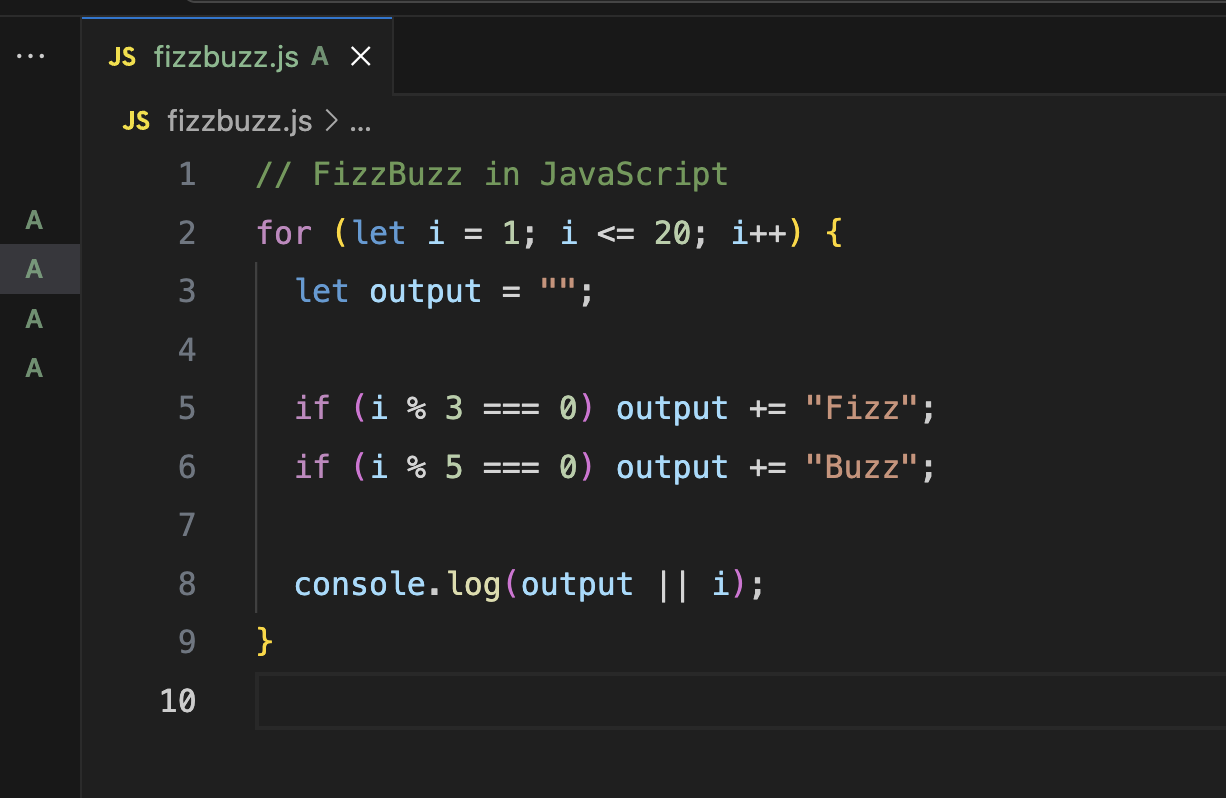 ...
JS fizzbuzz.js A ×
JS fizzbuzz.js > ...
A
A
A
A
1 // FizzBuzz in JavaScript
2 for (let i = 1; i <= 20; i++) {
3   let output = "";
4
5   if (i % 3 === 0) output += "Fizz";
6   if (i % 5 === 0) output += "Buzz";
7
8   console.log(output || i);
9 }
10